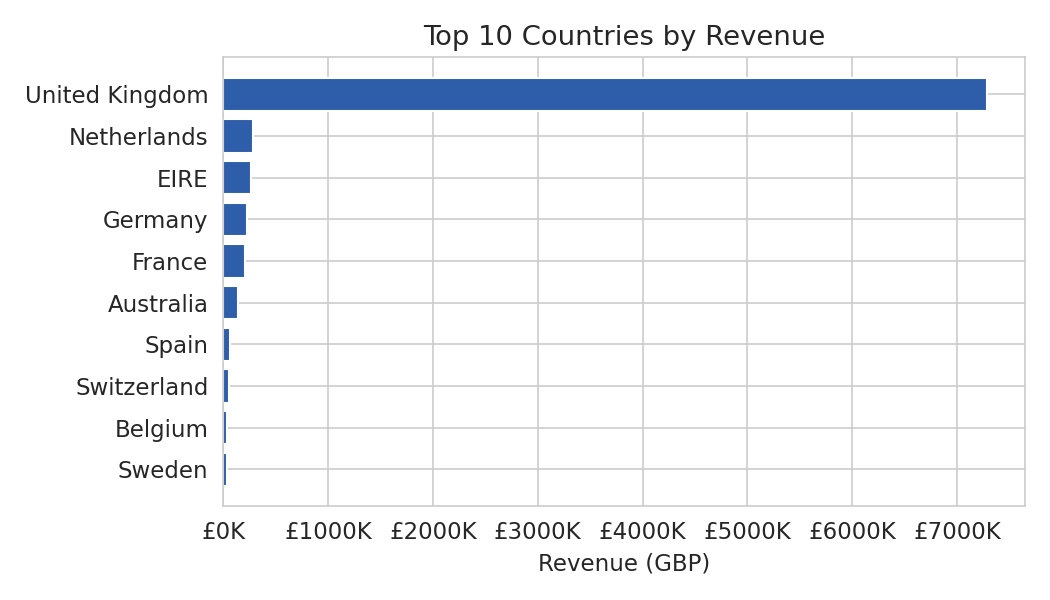 Top 10 Countries by Revenue
United Kingdom
Netherlands
EIRE
Germany
France
Australia
Spain
Switzerland
Belgium
Sweden
£0K £1000K £2000K £3000K £4000K £5000K £6000K £7000K
Revenue (GBP)